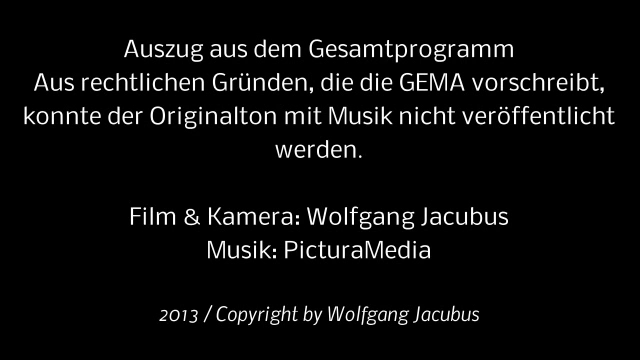 Auszug aus dem Gesamtprogramm
Aus rechtlichen Gründen, die die GEMA vorschreibt,
konnte der Originalton mit Musik nicht veröffentlicht
werden.
Film & Kamera: Wolfgang Jacubus
Musik: PicturaMedia
2013 / Copyright by Wolfgang Jacubus